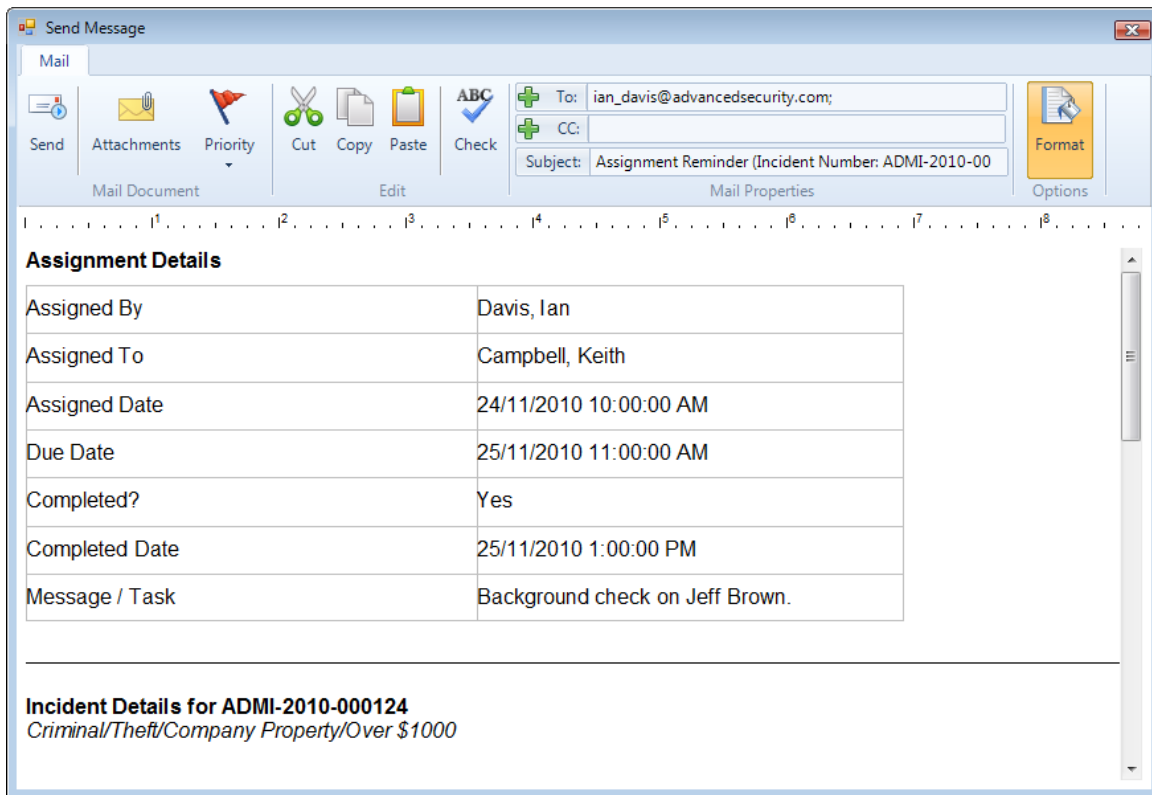 Send Message
Mail
Send
Attachments
Priority
Cut
Copy
Paste
ABC
Check
To: ian_davis@advancedsecurity.com;
CC:
Subject: Assignment Reminder (Incident Number: ADMI-2010-00
Format
Mail Document
Edit
Mail Properties
Options
1 2 3 4 5 6 7 8
Assignment Details
Assigned By Davis, Ian
Assigned To Campbell, Keith
Assigned Date 24/11/2010 10:00:00 AM
Due Date 25/11/2010 11:00:00 AM
Completed? Yes
Completed Date 25/11/2010 1:00:00 PM
Message / Task Background check on Jeff Brown.
Incident Details for ADMI-2010-000124
Criminal/Theft/Company Property/Over $1000